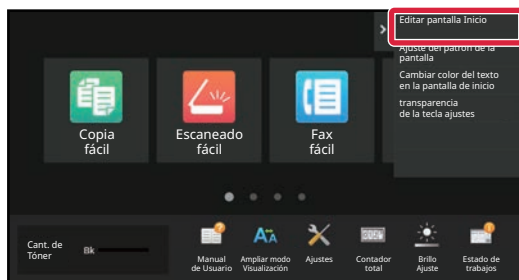 Editar pantalla Inicio
Ajuste del patrón de la
pantalla
Cambiar color del texto
en la pantalla de inicio
transparencia
de la tecla ajustes
Copia
fácil
Escaneado
fácil
Fax
fácil
Cant. de
Tóner
Bk
Manual
de Usuario
Ampliar modo
Visualización
Ajustes
Contador
total
Brillo
Ajuste
Estado de
trabajos